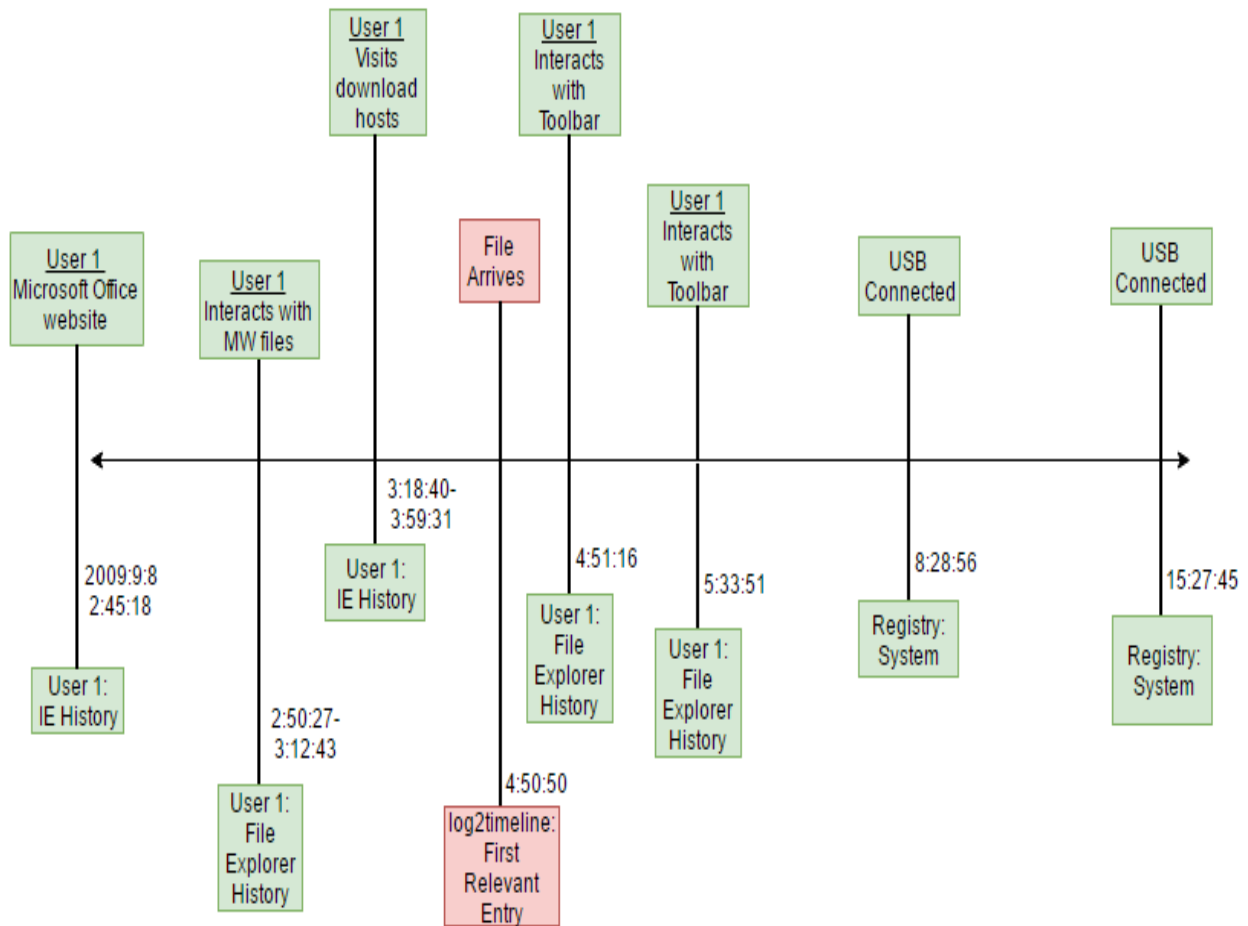 User 1
Microsoft Office
website
2009:9:8
2:45:18
User 1:
IE History
User 1
Interacts with
MW files
2:50:27-
3:12:43
User 1:
File
Explorer
History
User 1
Visits
download
hosts
3:18:40-
3:59:31
User 1:
IE History
File
Arrives
4:50:50
log2timeline:
First
Relevant
Entry
User 1
Interacts
with
Toolbar
4:51:16
User 1:
File
Explorer
History
User 1
Interacts
with
Toolbar
5:33:51
User 1:
File
Explorer
History
USB
Connected
8:28:56
Registry:
System
USB
Connected
15:27:45
Registry:
System